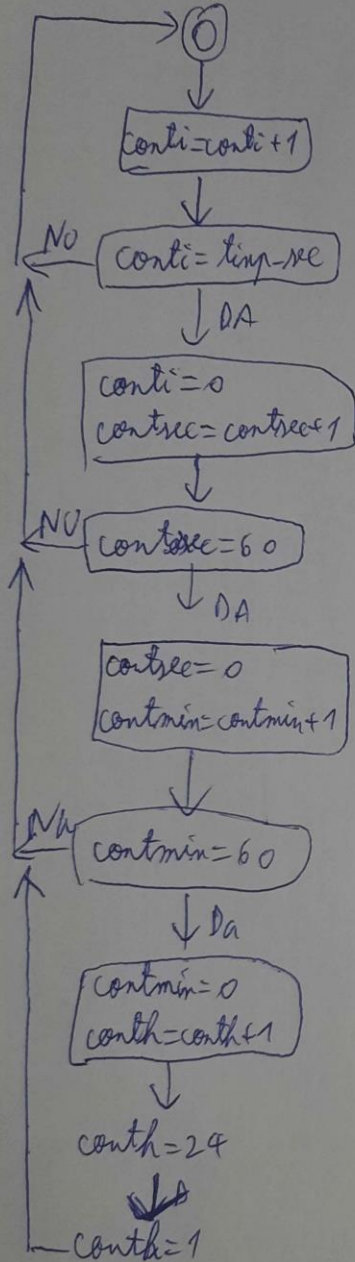 0
conti=conti+1
No
conti=timp-sec
DA
conti=0
contsec=contsec+1
NO
contsec=60
DA
contsec=0
contmin=contmin+1
Nu
contmin=60
Da
contmin=0
conth=conth+1
conth=24
conth=1